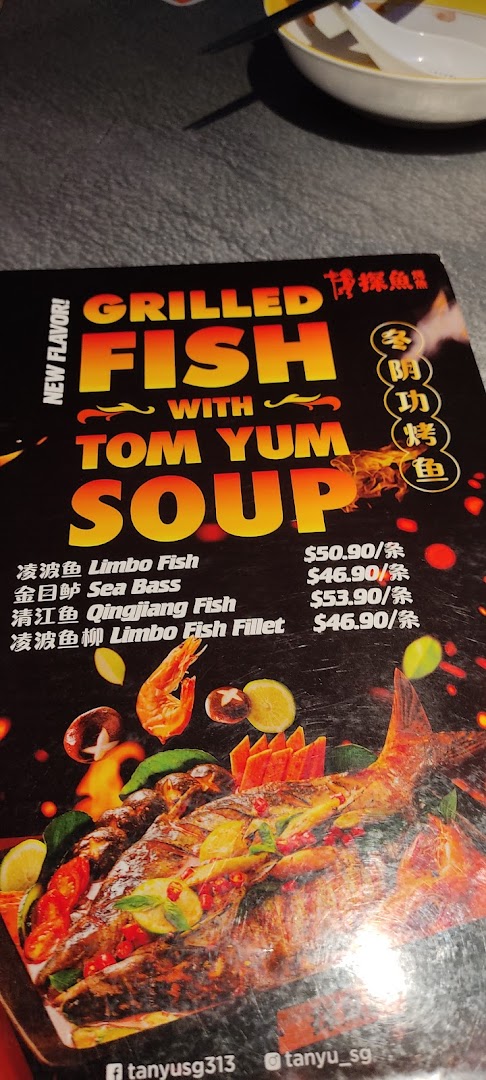 探魚
NEW FLAVOR!
GRILLED
FISH
WITH
TOM YUM
SOUP
冬阴功烤鱼
凌波鱼 Limbo Fish $50.90/条
金目鲈 Sea Bass $46.90/条
清江鱼 Qingjiang Fish $53.90/条
凌波鱼柳 Limbo Fish Fillet $46.90/条
tanyusg313 tanyu_sg